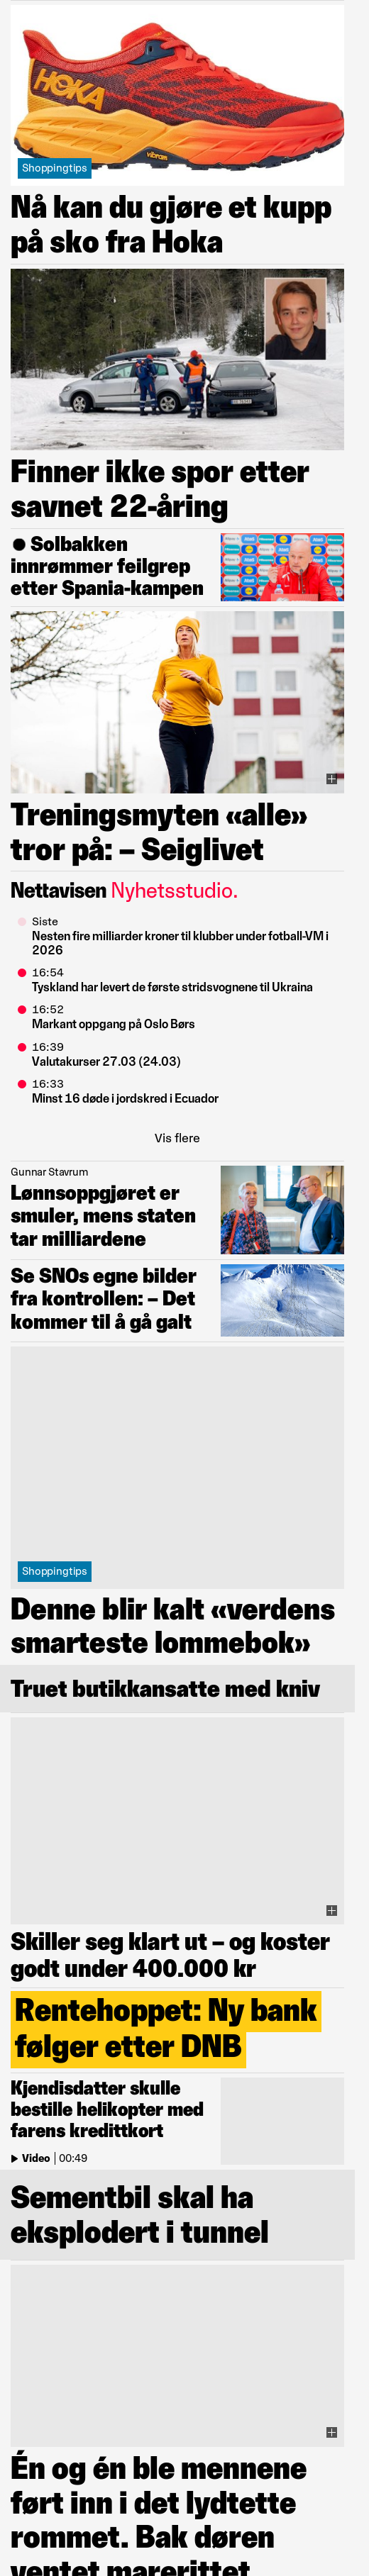 HOKA
vibram
Shoppingtips
Nå kan du gjøre et kupp
på sko fra Hoka
Finner ikke spor etter
savnet 22-åring
Solbakken
innrømmer feilgrep
etter Spania-kampen
Treningsmyten «alle»
tror på: – Seiglivet
Nettavisen Nyhetsstudio.
Siste
Nesten fire milliarder kroner til klubber under fotball-VM i
2026
16:54
Tyskland har levert de første stridsvognene til Ukraina
16:52
Markant oppgang på Oslo Børs
16:39
Valutakurser 27.03 (24.03)
16:33
Minst 16 døde i jordskred i Ecuador
Vis flere
Gunnar Stavrum
Lønnsoppgjøret er
smuler, mens staten
tar milliardene
Se SNOs egne bilder
fra kontrollen: – Det
kommer til å gå galt
Shoppingtips
Denne blir kalt «verdens
smarteste lommebok»
Truet butikkansatte med kniv
Skiller seg klart ut – og koster
godt under 400.000 kr
Rentehoppet: Ny bank
følger etter DNB
Kjendisdatter skulle
bestille helikopter med
farens kredittkort
Video | 00:49
Sementbil skal ha
eksplodert i tunnel
Én og én ble mennene
ført inn i det lydtette
rommet. Bak døren
ventet marerittet